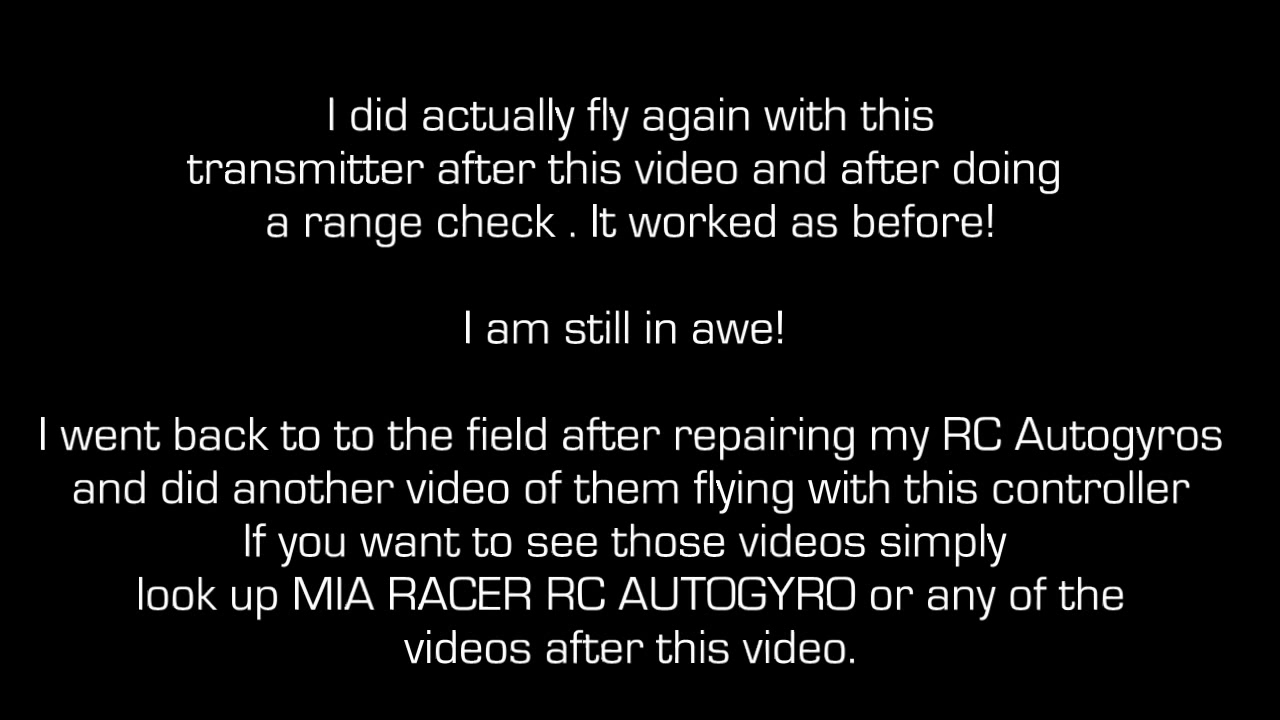 I did actually fly again with this
transmitter after this video and after doing
a range check . It worked as before!
I am still in awe!
I went back to to the field after repairing my RC Autogyros
and did another video of them flying with this controller
If you want to see those videos simply
look up MIA RACER RC AUTOGYRO or any of the
videos after this video.